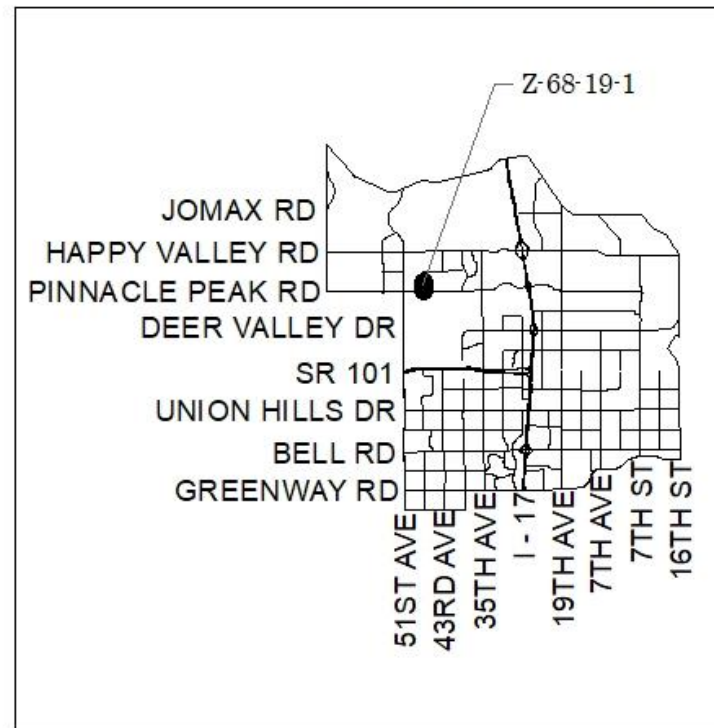 Z-68-19-1
JOMAX RD
HAPPY VALLEY RD
PINNACLE PEAK RD
DEER VALLEY DR
SR 101
UNION HILLS DR
BELL RD
GREENWAY RD
51ST AVE
43RD AVE
35TH AVE
I - 17
19TH AVE
7TH AVE
7TH ST
16TH ST